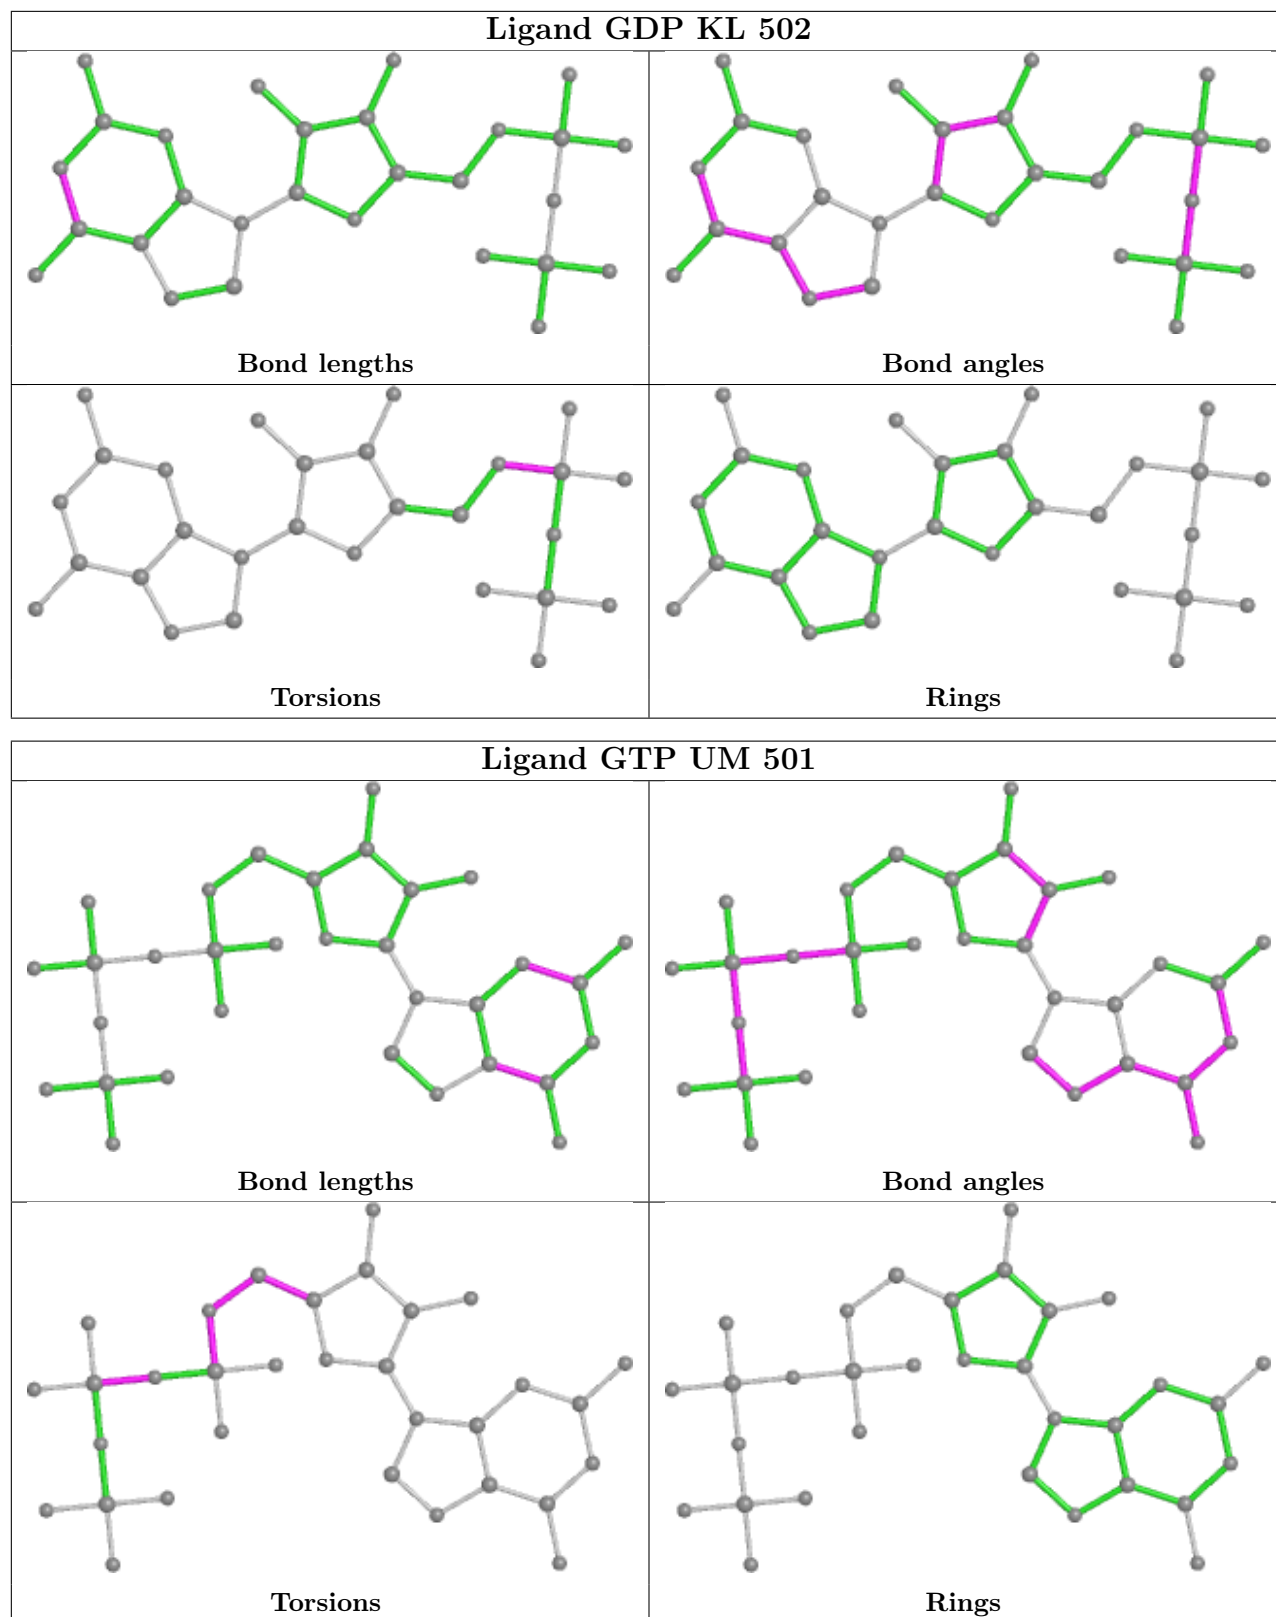 Ligand GDP KL 502
Bond lengths
Bond angles
Torsions
Rings
Ligand GTP UM 501
Bond lengths
Bond angles
Torsions
Rings